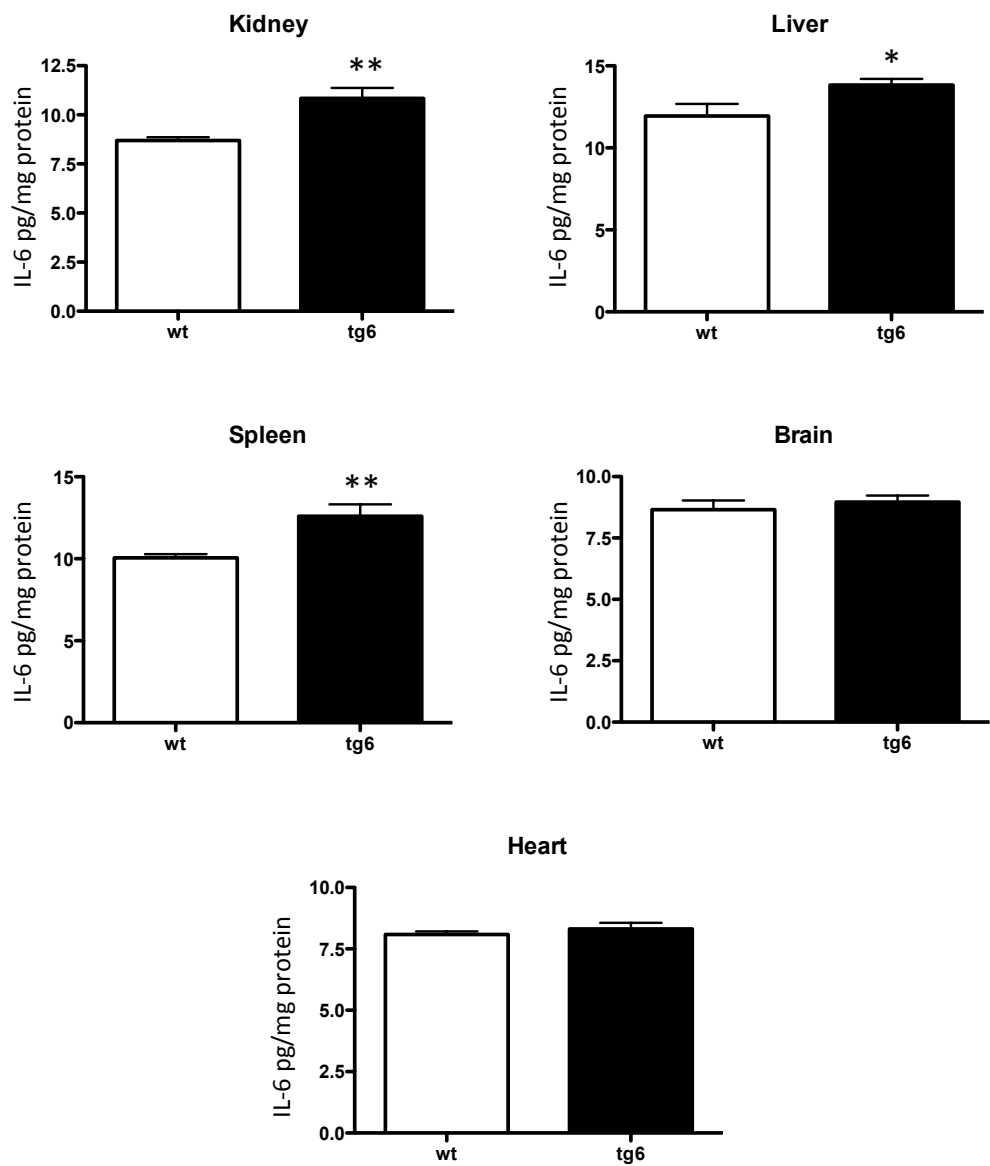 Kidney
12.5
**
10.0
7.5
5.0
2.5
0.0
IL-6 pg/mg protein
wt
tg6
Liver
15
*
10
5
0
IL-6 pg/mg protein
wt
tg6
Spleen
15
**
10
5
0
IL-6 pg/mg protein
wt
tg6
Brain
10.0
7.5
5.0
2.5
0.0
IL-6 pg/mg protein
wt
tg6
Heart
10.0
7.5
5.0
2.5
0.0
IL-6 pg/mg protein
wt
tg6